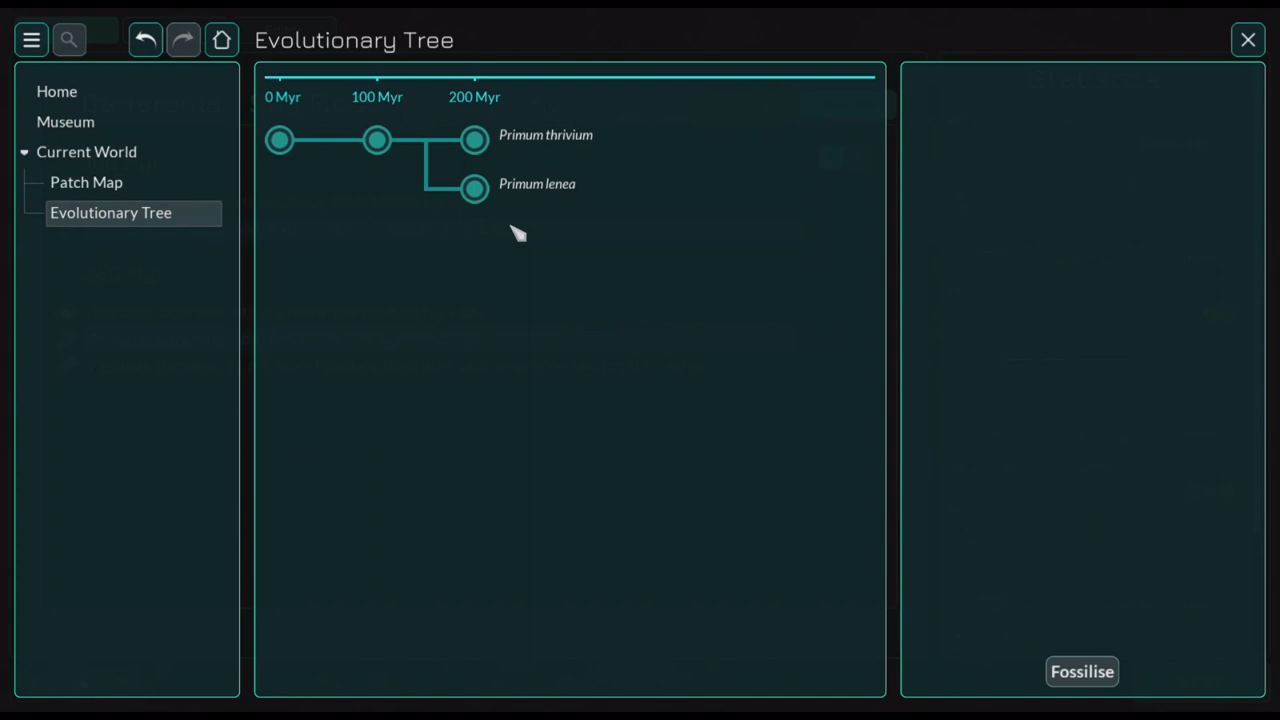 Evolutionary Tree
Home
Museum
Current World
Patch Map
Evolutionary Tree
0 Myr 100 Myr 200 Myr
Primum thrivium
Primum lenea
Fossilise